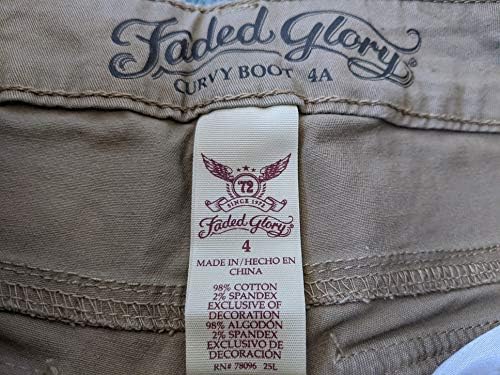 Faded Glory®
CURVY BOOT 4A
72
SINCE 1972
Faded Glory
4
MADE IN/HECHO EN
CHINA
98% COTTON
2% SPANDEX
EXCLUSIVE OF
DECORATION
98% ALGODÓN
2% SPANDEX
EXCLUSIVO DE
DECORACIÓN
RN# 78096 25L